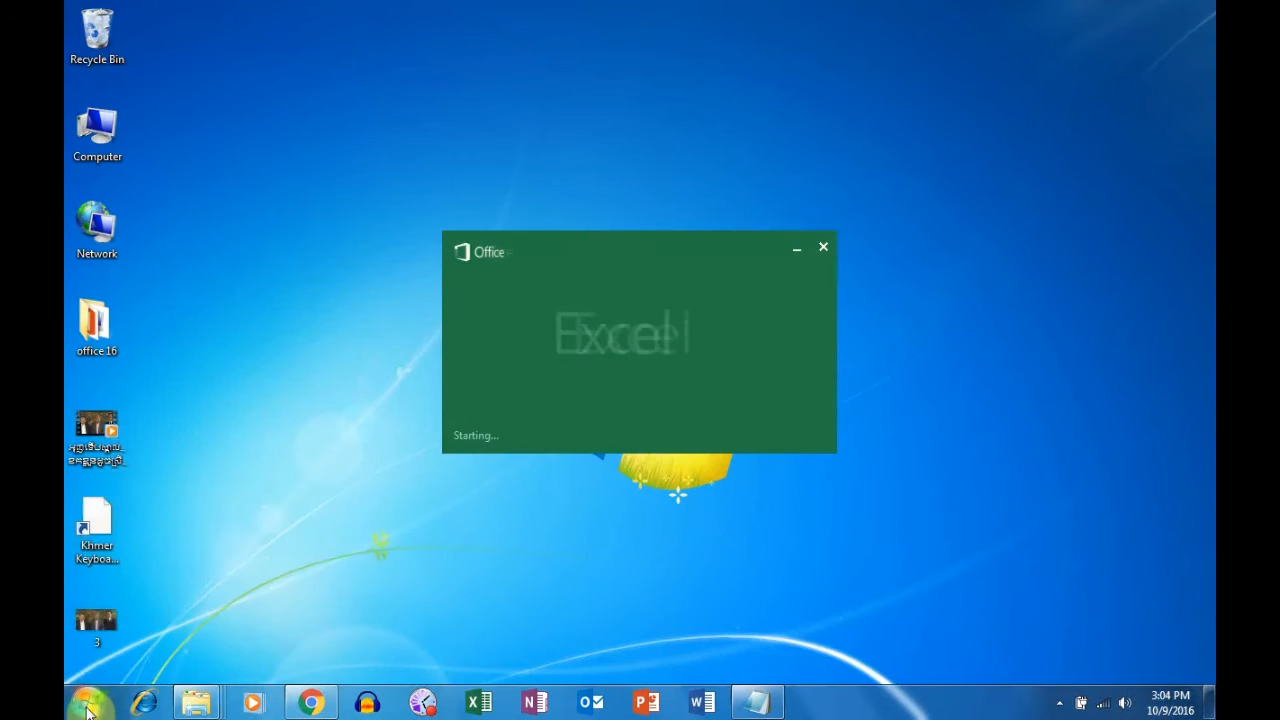 Recycle Bin
Computer
Network
office 16
Khmer
Keyboa...
3
Office
Excel
Starting...
3:04 PM
10/9/2016